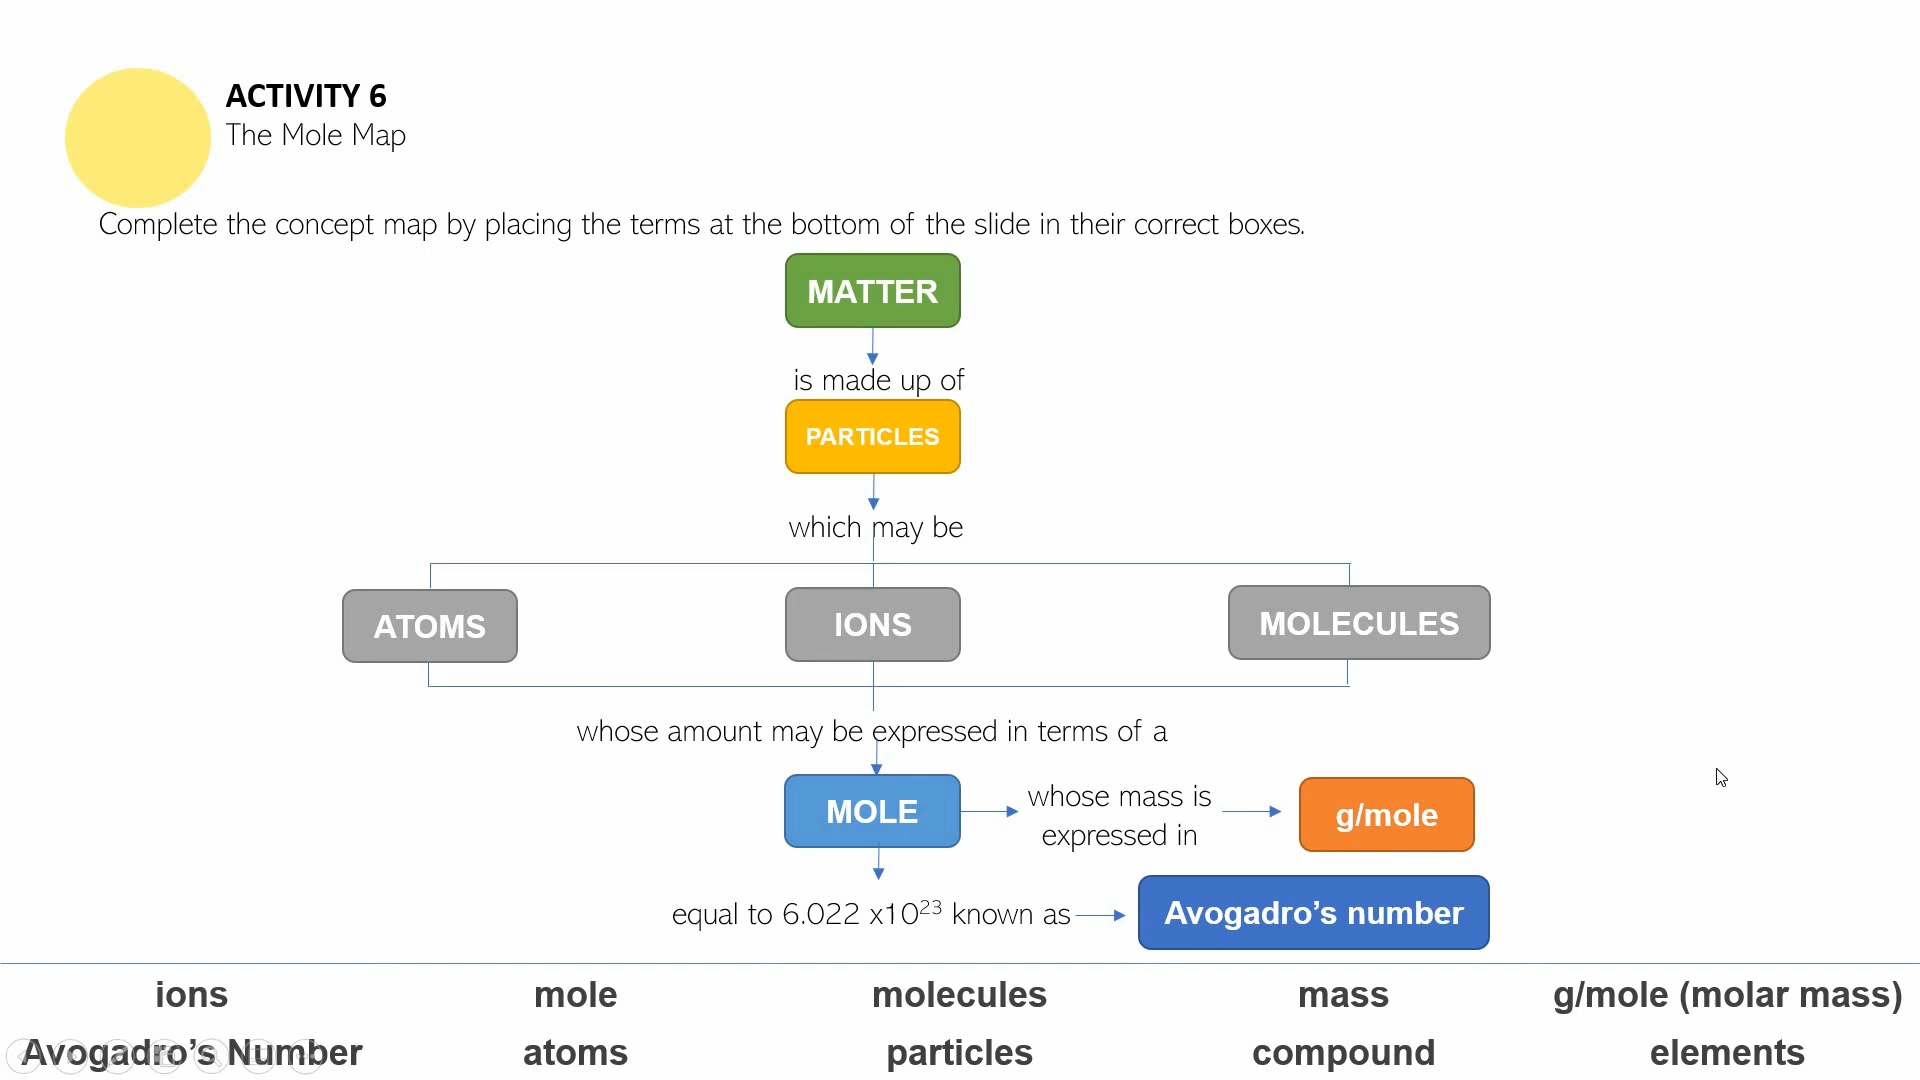 ACTIVITY 6
The Mole Map
Complete the concept map by placing the terms at the bottom of the slide in their correct boxes.
MATTER
is made up of
PARTICLES
which may be
ATOMS
IONS
MOLECULES
whose amount may be expressed in terms of a
MOLE
whose mass is
expressed in
g/mole
equal to 6.022 x10²³ known as
Avogadro’s number
ions mole molecules mass g/mole (molar mass)
Avogadro’s Number atoms particles compound elements